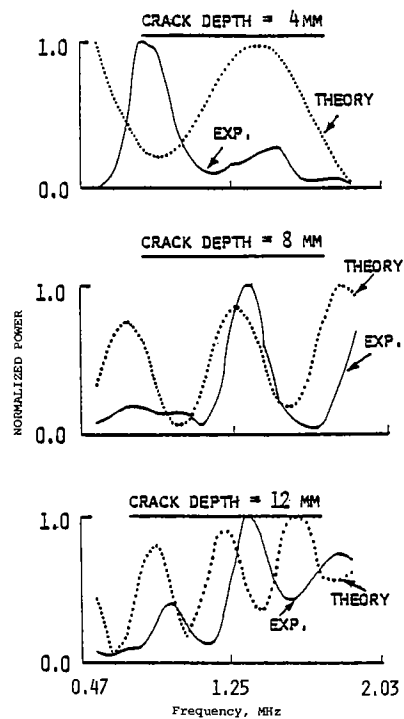 CRACK DEPTH = 4 MM
1.0
THEORY
EXP.
0.0
CRACK DEPTH = 8 MM
THEORY
1.0
EXP.
NORMALIZED POWER
0.0
CRACK DEPTH = 12 MM
1.0
THEORY
EXP.
0.0
0.47 1.25 2.03
Frequency, MHz